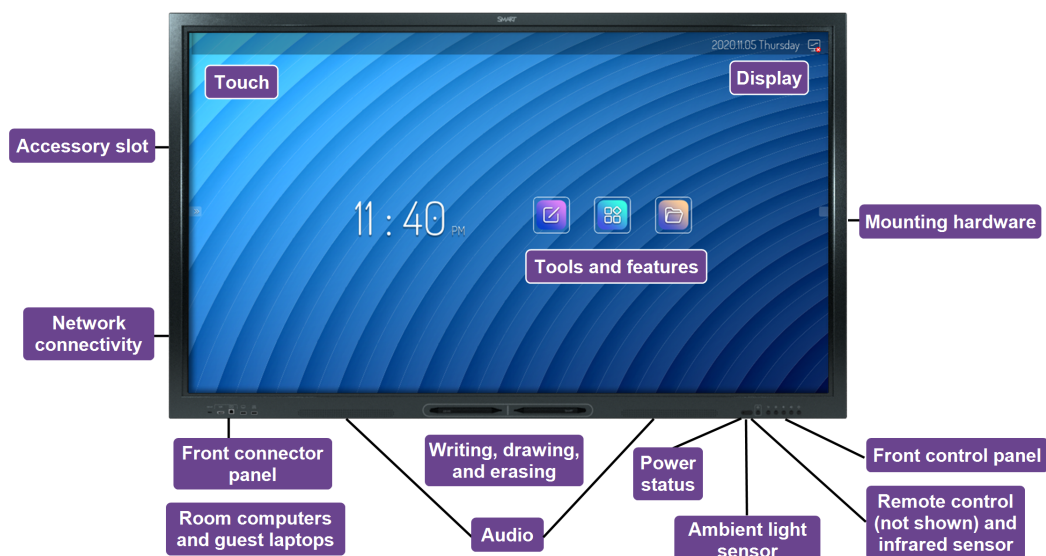 SMART
2020.11.05 Thursday
Touch
Display
Accessory slot
11 : 40 PM
Mounting hardware
Tools and features
Network
connectivity
Front connector
panel
Writing, drawing,
and erasing
Power
status
Front control panel
Room computers
and guest laptops
Audio
Ambient light
sensor
Remote control
(not shown) and
infrared sensor